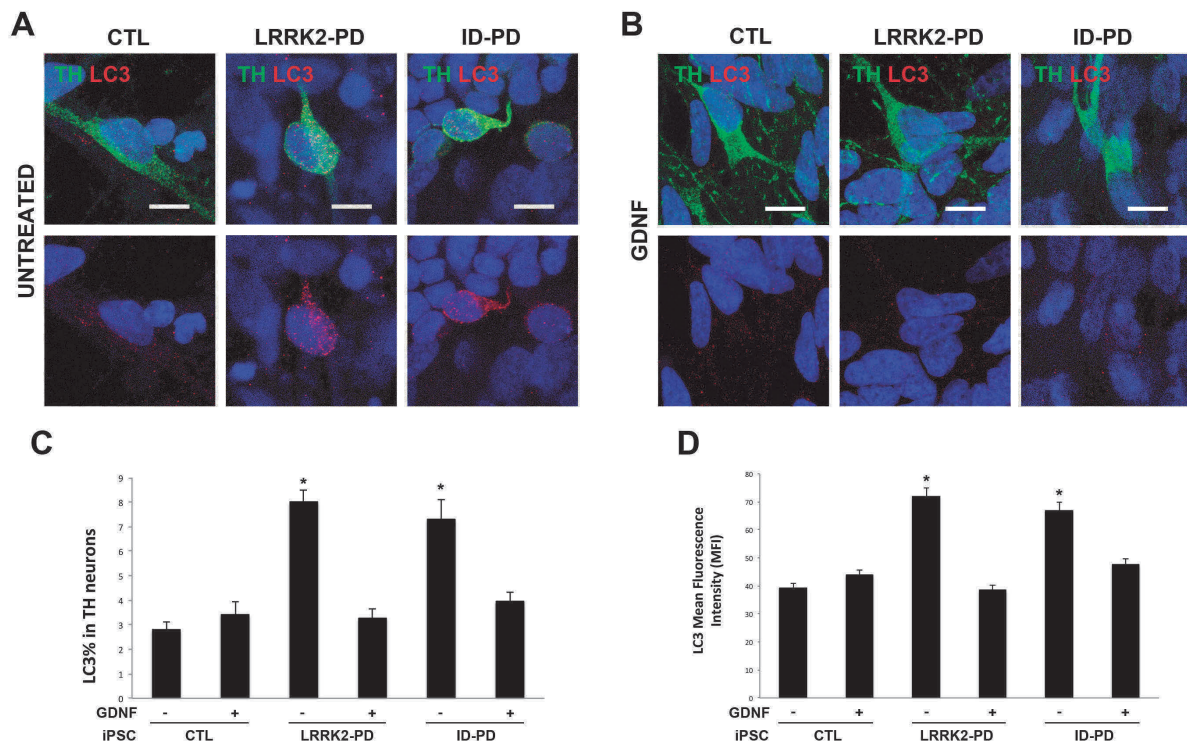 A
CTL
LRRK2-PD
ID-PD
TH LC3
TH LC3
TH LC3
UNTREATED
B
CTL
LRRK2-PD
ID-PD
TH LC3
TH LC3
TH LC3
GDNF
C
LC3% in TH neurons
9
8
7
6
5
4
3
2
1
0
* *
GDNF - + - + - +
iPSC CTL LRRK2-PD ID-PD
D
LC3 Mean Fluorescence
Intensity (MFI)
80
70
60
50
40
30
20
10
0
* *
GDNF - + - + - +
iPSC CTL LRRK2-PD ID-PD